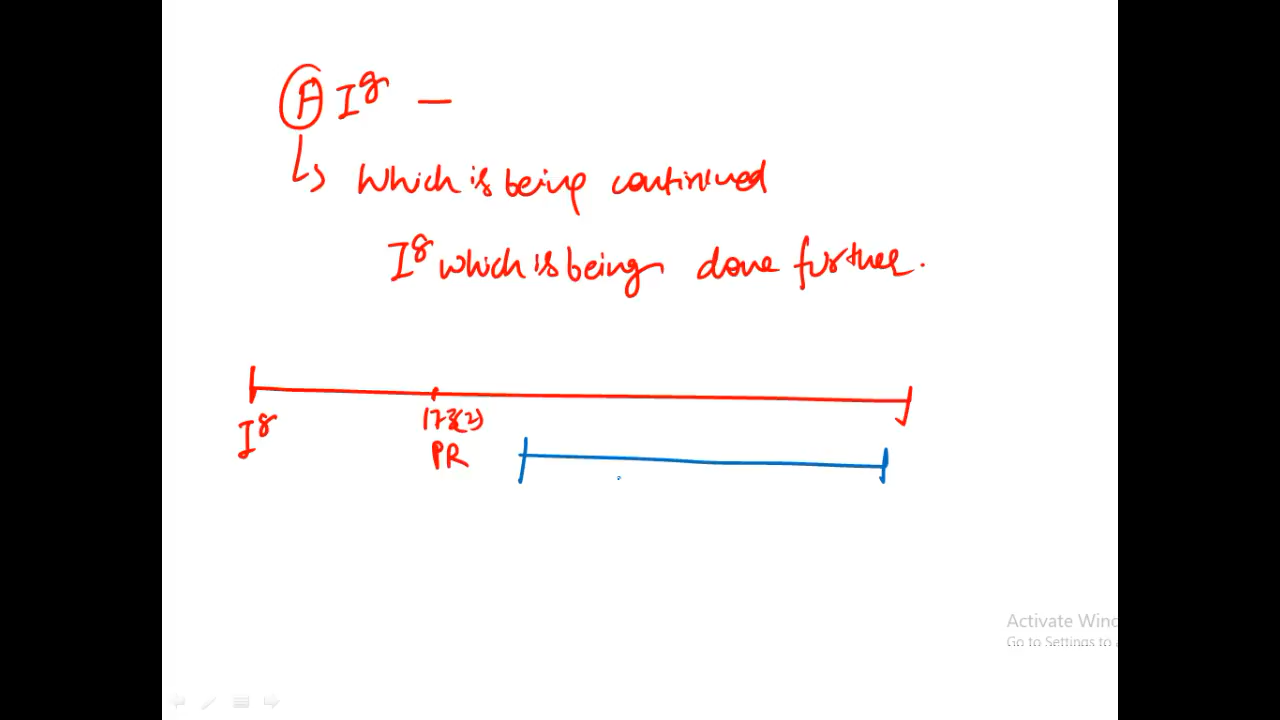 F I^g —
↳ Which is being continued
I^g which is being done further.
I^g
173(2)
PR
Activate Wind
Go to Settings to